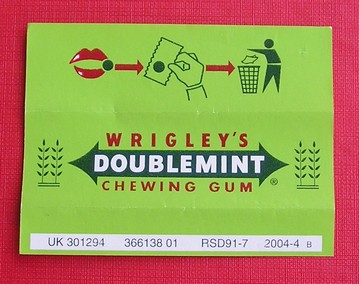 WRIGLEY'S
DOUBLEMINT
CHEWING GUM ®
UK 301294 366138 01 RSD91-7 2004-4 B